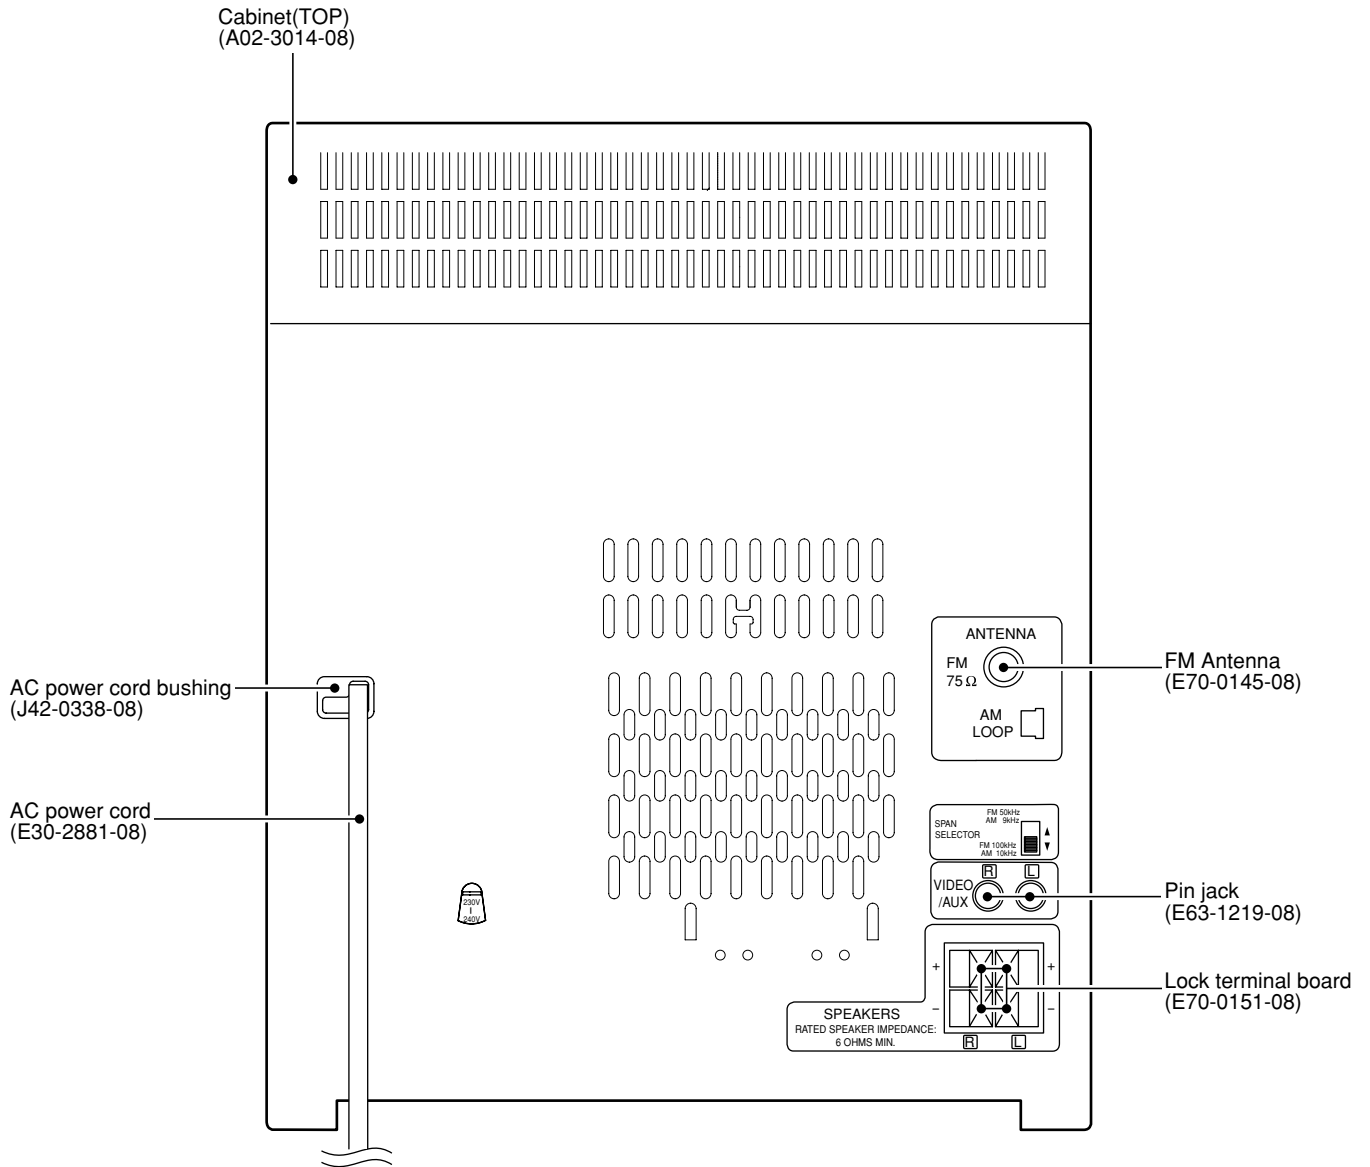 Cabinet(TOP)
(A02-3014-08)
ANTENNA
FM
75 Ω
AM
LOOP
FM Antenna
(E70-0145-08)
AC power cord bushing
(J42-0338-08)
AC power cord
(E30-2881-08)
SPAN
SELECTOR
FM 50kHz
AM 9kHz
FM 100kHz
AM 10kHz
R L
VIDEO
/AUX
Pin jack
(E63-1219-08)
230V
240V
+ +
− −
Lock terminal board
(E70-0151-08)
SPEAKERS
RATED SPEAKER IMPEDANCE:
6 OHMS MIN.
R L